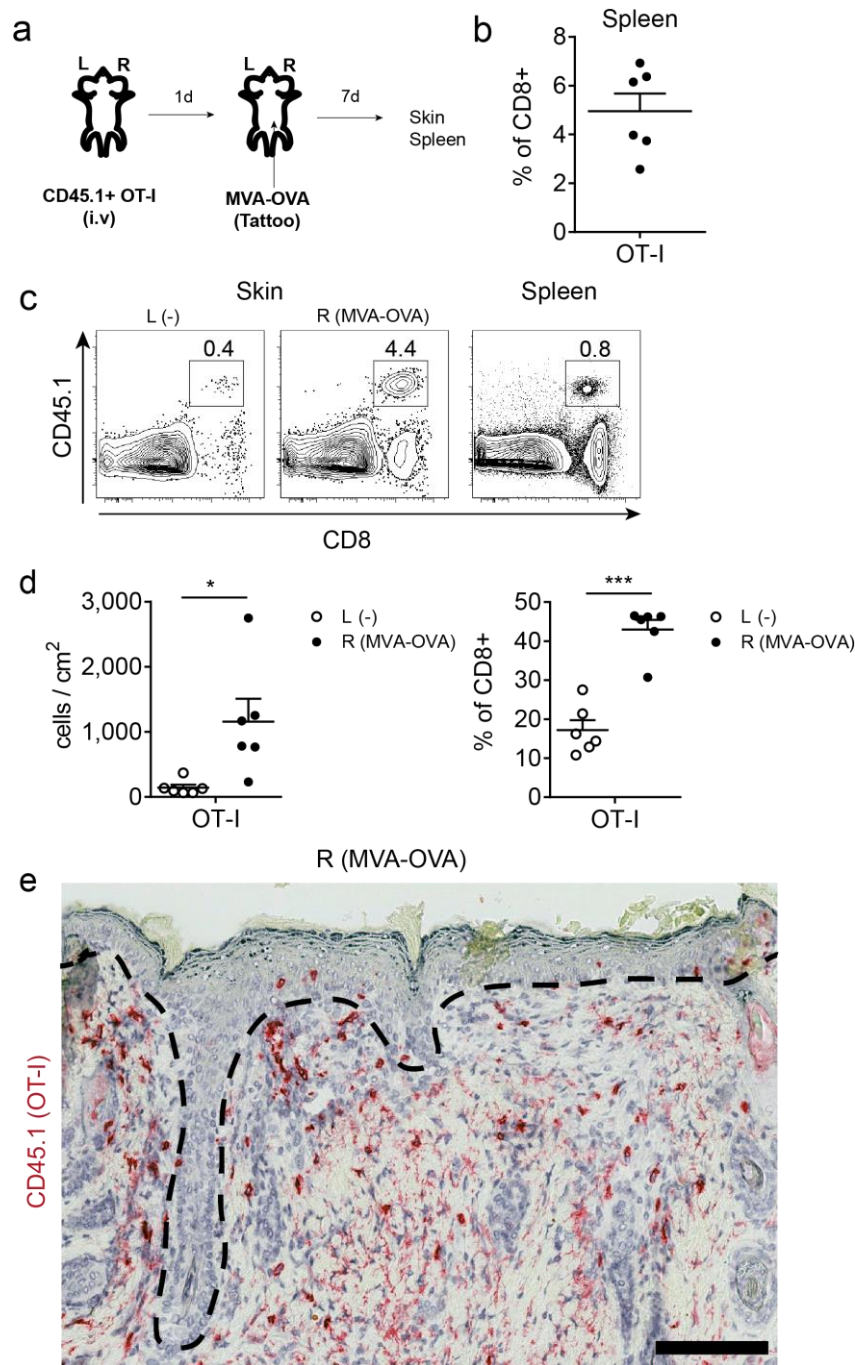 a
L R
1d
L R
7d
Skin
Spleen
CD45.1+ OT-I
(i.v)
MVA-OVA
(Tattoo)
b
Spleen
% of CD8+
8
6
4
2
0
OT-I
c
Skin
Spleen
L (-)
R (MVA-OVA)
0.4
4.4
0.8
CD45.1
CD8
d
cells / cm²
3,000
2,000
1,000
0
*
OT-I
L (-)
R (MVA-OVA)
% of CD8+
50
40
30
20
10
0
***
OT-I
L (-)
R (MVA-OVA)
R (MVA-OVA)
e
CD45.1 (OT-I)